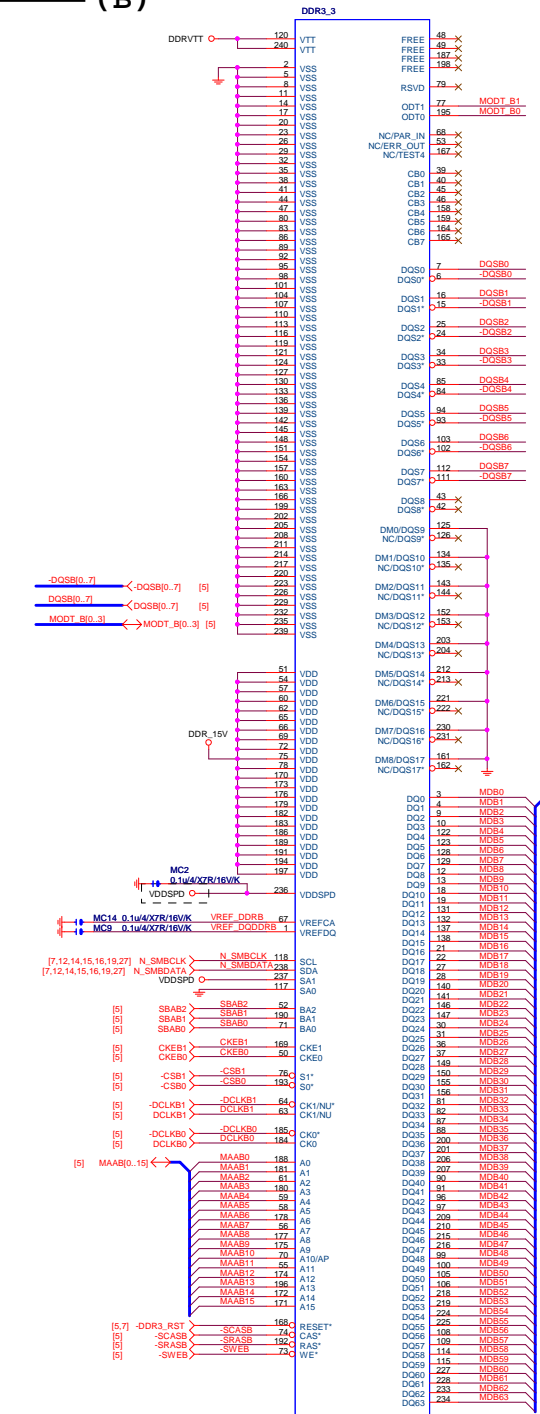 (B)
DDR3_3
DDRVTT 120 VTT
240 VTT
2 VSS
5 VSS
8 VSS
11 VSS
14 VSS
17 VSS
20 VSS
23 VSS
26 VSS
29 VSS
32 VSS
35 VSS
38 VSS
41 VSS
44 VSS
47 VSS
80 VSS
83 VSS
86 VSS
89 VSS
92 VSS
95 VSS
98 VSS
101 VSS
104 VSS
107 VSS
110 VSS
113 VSS
116 VSS
119 VSS
121 VSS
124 VSS
127 VSS
130 VSS
133 VSS
136 VSS
139 VSS
142 VSS
145 VSS
148 VSS
151 VSS
154 VSS
157 VSS
160 VSS
163 VSS
166 VSS
199 VSS
202 VSS
205 VSS
208 VSS
211 VSS
214 VSS
217 VSS
220 VSS
223 VSS
226 VSS
229 VSS
232 VSS
235 VSS
239 VSS
-DQSB[0..7] -DQSB[0..7] [5]
DQSB[0..7] DQSB[0..7] [5]
MODT_B[0..3] MODT_B[0..3] [5]
51 VDD
54 VDD
57 VDD
60 VDD
62 VDD
65 VDD
66 VDD
69 VDD
72 VDD
DDR_15V 75 VDD
78 VDD
170 VDD
173 VDD
176 VDD
179 VDD
182 VDD
183 VDD
186 VDD
189 VDD
191 VDD
194 VDD
197 VDD
MC2
0.1u/4/X7R/16V/K
VDDSPD 236 VDDSPD
MC14 0.1u/4/X7R/16V/K VREF_DDRB 67 VREFCA
MC9 0.1u/4/X7R/16V/K VREF_DQDDRB 1 VREFDQ
[7,12,14,15,16,19,27] N_SMBCLK N_SMBCLK 118 SCL
[7,12,14,15,16,19,27] N_SMBDATA N_SMBDATA 238 SDA
VDDSPD 237 SA1
117 SA0
[5] SBAB2 SBAB2 52 BA2
[5] SBAB1 SBAB1 190 BA1
[5] SBAB0 SBAB0 71 BA0
[5] CKEB1 CKEB1 169 CKE1
[5] CKEB0 CKEB0 50 CKE0
[5] -CSB1 -CSB1 76 S1*
[5] -CSB0 -CSB0 193 S0*
[5] -DCLKB1 -DCLKB1 64 CK1/NU*
[5] DCLKB1 DCLKB1 63 CK1/NU
[5] -DCLKB0 -DCLKB0 185 CK0*
[5] DCLKB0 DCLKB0 184 CK0
[5] MAAB[0..15] MAAB0 188 A0
MAAB1 181 A1
MAAB2 61 A2
MAAB3 180 A3
MAAB4 59 A4
MAAB5 58 A5
MAAB6 178 A6
MAAB7 56 A7
MAAB8 177 A8
MAAB9 175 A9
MAAB10 70 A10/AP
MAAB11 55 A11
MAAB12 174 A12
MAAB13 196 A13
MAAB14 172 A14
MAAB15 171 A15
[5,7] -DDR3_RST 168 RESET*
[5] -SCASB -SCASB 74 CAS*
[5] -SRASB -SRASB 192 RAS*
[5] -SWEB -SWEB 73 WE*
FREE 48
FREE 49
FREE 187
FREE 198
RSVD 79
ODT1 77 MODT_B1
ODT0 195 MODT_B0
NC/PAR_IN 68
NC/ERR_OUT 53
NC/TEST4 167
CB0 39
CB1 40
CB2 45
CB3 46
CB4 158
CB5 159
CB6 164
CB7 165
DQS0 7 DQSB0
DQS0* 6 -DQSB0
DQS1 16 DQSB1
DQS1* 15 -DQSB1
DQS2 25 DQSB2
DQS2* 24 -DQSB2
DQS3 34 DQSB3
DQS3* 33 -DQSB3
DQS4 85 DQSB4
DQS4* 84 -DQSB4
DQS5 94 DQSB5
DQS5* 93 -DQSB5
DQS6 103 DQSB6
DQS6* 102 -DQSB6
DQS7 112 DQSB7
DQS7* 111 -DQSB7
DQS8 43
DQS8* 42
DM0/DQS9 125
NC/DQS9* 126
DM1/DQS10 134
NC/DQS10* 135
DM2/DQS11 143
NC/DQS11* 144
DM3/DQS12 152
NC/DQS12* 153
DM4/DQS13 203
NC/DQS13* 204
DM5/DQS14 212
NC/DQS14* 213
DM6/DQS15 221
NC/DQS15* 222
DM7/DQS16 230
NC/DQS16* 231
DM8/DQS17 161
NC/DQS17* 162
DQ0 3 MDB0
DQ1 4 MDB1
DQ2 9 MDB2
DQ3 10 MDB3
DQ4 122 MDB4
DQ5 123 MDB5
DQ6 128 MDB6
DQ7 129 MDB7
DQ8 12 MDB8
DQ9 13 MDB9
DQ10 18 MDB10
DQ11 19 MDB11
DQ12 131 MDB12
DQ13 132 MDB13
DQ14 137 MDB14
DQ15 138 MDB15
DQ16 21 MDB16
DQ17 22 MDB17
DQ18 27 MDB18
DQ19 28 MDB19
DQ20 140 MDB20
DQ21 141 MDB21
DQ22 146 MDB22
DQ23 147 MDB23
DQ24 30 MDB24
DQ25 31 MDB25
DQ26 36 MDB26
DQ27 37 MDB27
DQ28 149 MDB28
DQ29 150 MDB29
DQ30 155 MDB30
DQ31 156 MDB31
DQ32 81 MDB32
DQ33 82 MDB33
DQ34 87 MDB34
DQ35 88 MDB35
DQ36 200 MDB36
DQ37 201 MDB37
DQ38 206 MDB38
DQ39 207 MDB39
DQ40 90 MDB40
DQ41 91 MDB41
DQ42 96 MDB42
DQ43 97 MDB43
DQ44 209 MDB44
DQ45 210 MDB45
DQ46 215 MDB46
DQ47 216 MDB47
DQ48 99 MDB48
DQ49 100 MDB49
DQ50 105 MDB50
DQ51 106 MDB51
DQ52 218 MDB52
DQ53 219 MDB53
DQ54 224 MDB54
DQ55 225 MDB55
DQ56 108 MDB56
DQ57 109 MDB57
DQ58 114 MDB58
DQ59 115 MDB59
DQ60 227 MDB60
DQ61 228 MDB61
DQ62 233 MDB62
DQ63 234 MDB63